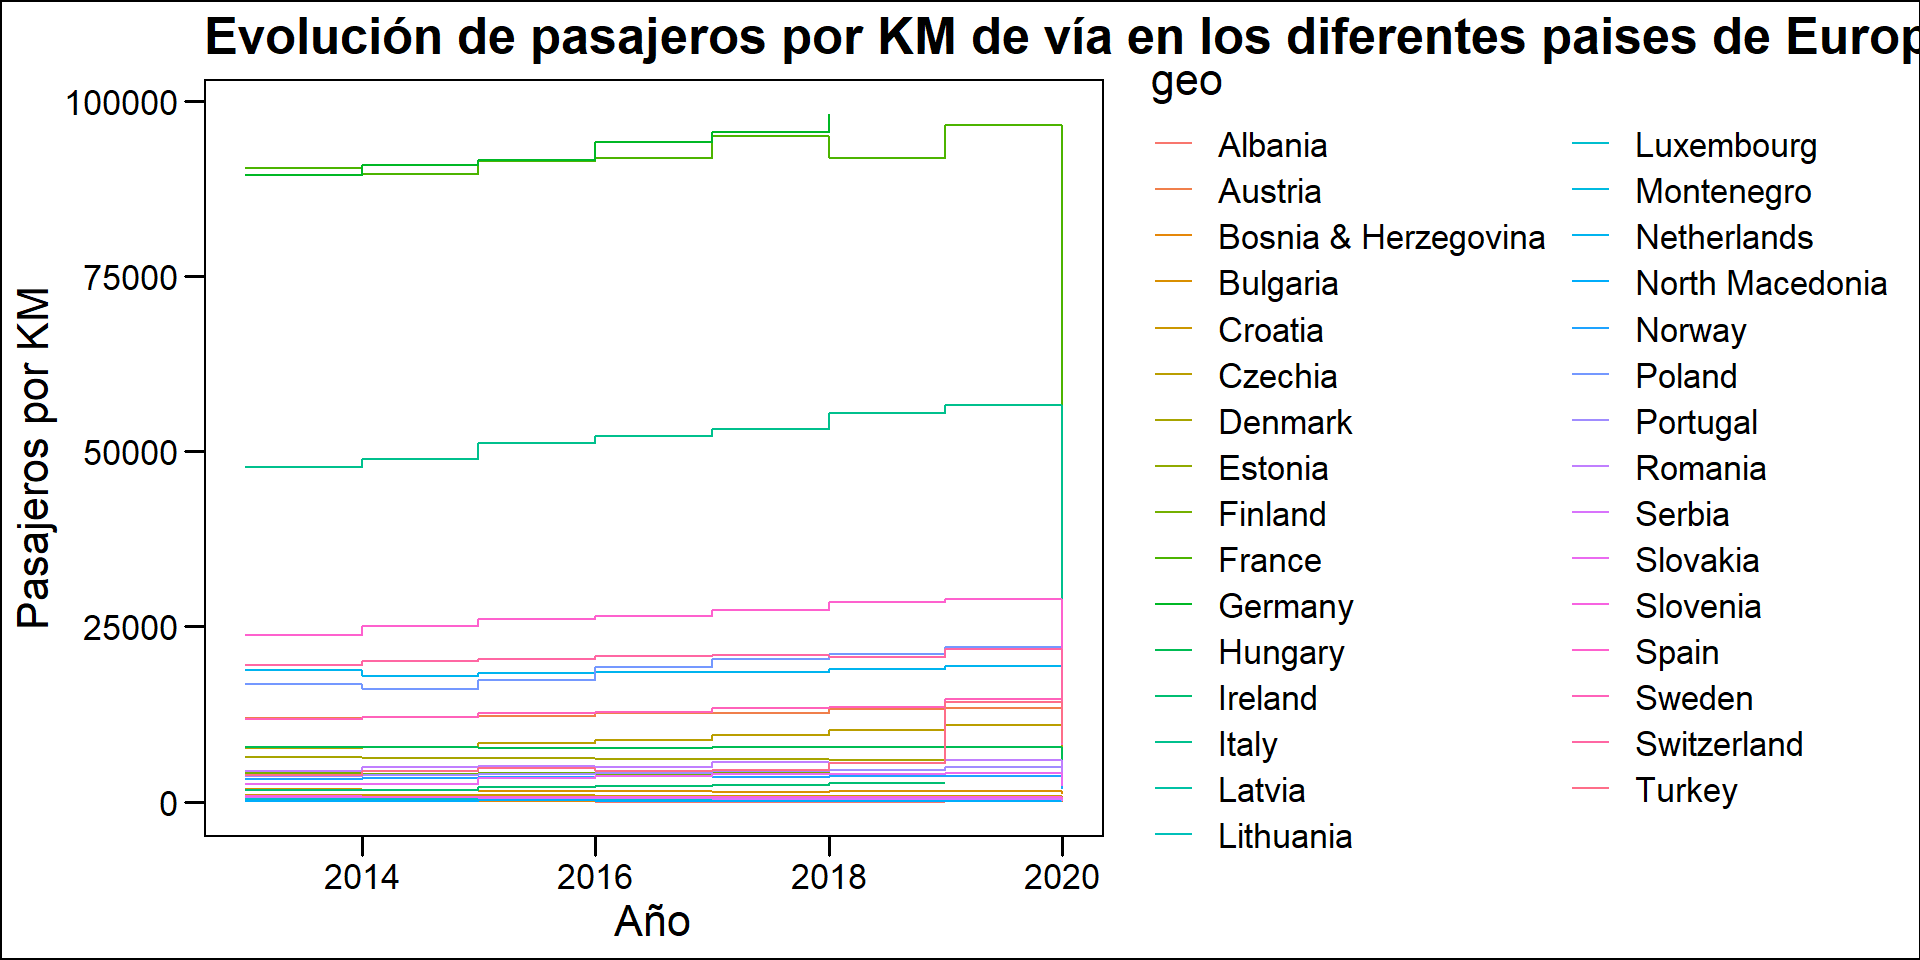 Evolución de pasajeros por KM de vía en los diferentes paises de Europ
geo
100000
75000
50000
25000
0
Pasajeros por KM
2014
2016
2018
2020
Año
Albania
Austria
Bosnia & Herzegovina
Bulgaria
Croatia
Czechia
Denmark
Estonia
Finland
France
Germany
Hungary
Ireland
Italy
Latvia
Lithuania
Luxembourg
Montenegro
Netherlands
North Macedonia
Norway
Poland
Portugal
Romania
Serbia
Slovakia
Slovenia
Spain
Sweden
Switzerland
Turkey